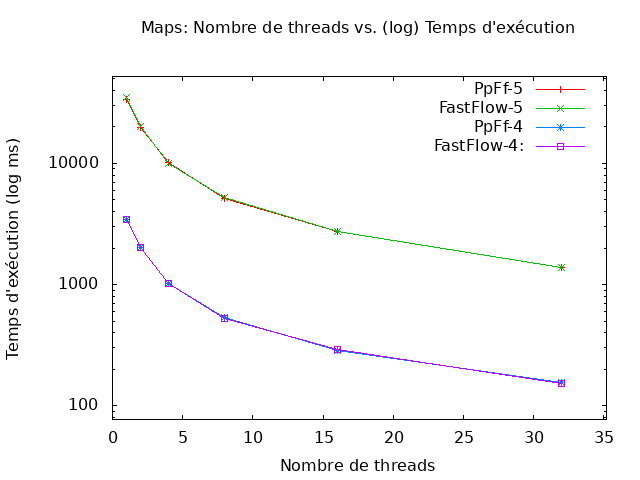 Maps: Nombre de threads vs. (log) Temps d'exécution
PpFf-5
FastFlow-5
PpFf-4
FastFlow-4:
Temps d'exécution (log ms)
10000
1000
100
0 5 10 15 20 25 30 35
Nombre de threads